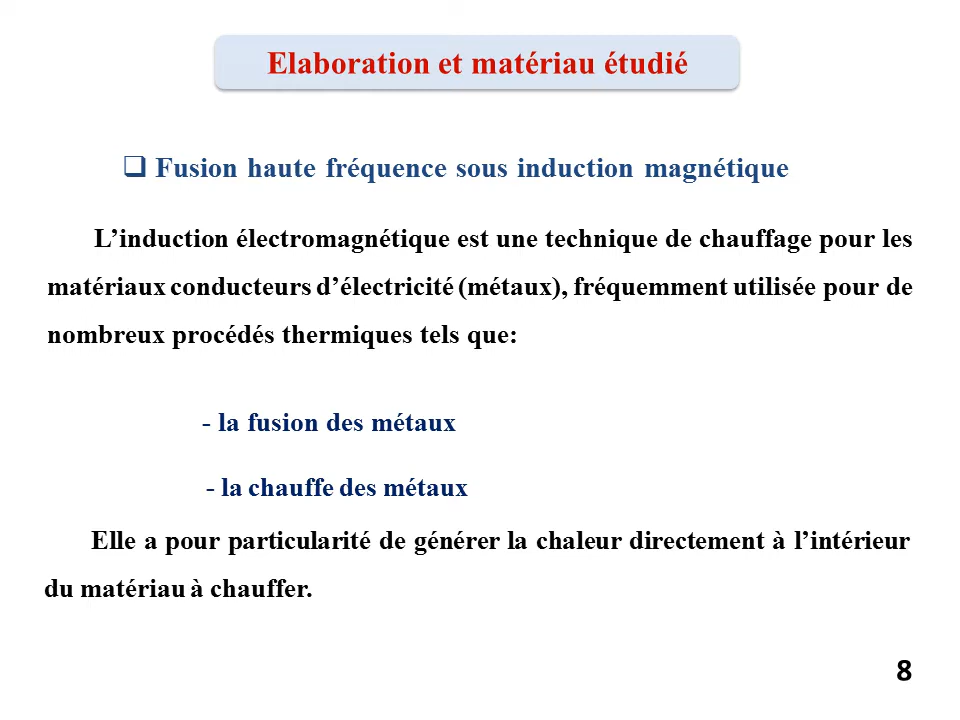 Elaboration et matériau étudié
❑ Fusion haute fréquence sous induction magnétique
L’induction électromagnétique est une technique de chauffage pour les
matériaux conducteurs d’électricité (métaux), fréquemment utilisée pour de
nombreux procédés thermiques tels que:
- la fusion des métaux
- la chauffe des métaux
Elle a pour particularité de générer la chaleur directement à l’intérieur
du matériau à chauffer.
8